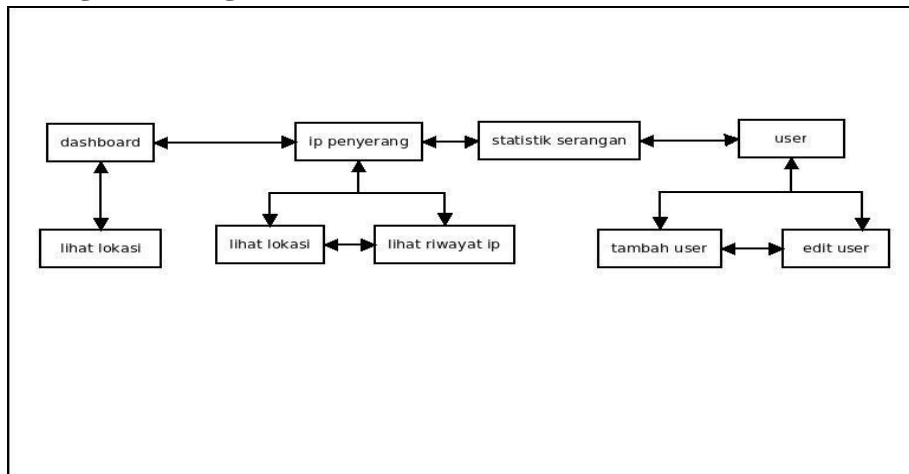 dashboard
ip penyerang
statistik serangan
user
lihat lokasi
lihat lokasi
lihat riwayat ip
tambah user
edit user